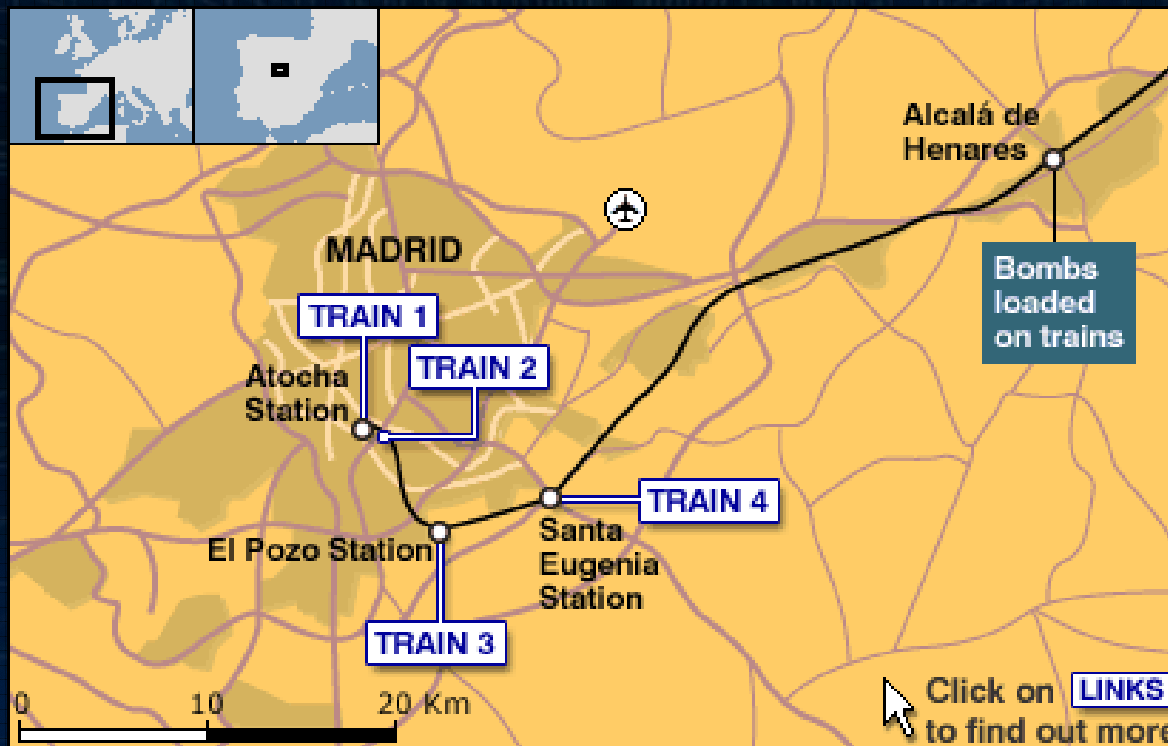 Alcalá de
Henares
MADRID
Bombs
loaded
on trains
TRAIN 1
TRAIN 2
Atocha
Station
TRAIN 4
Santa
Eugenia
Station
El Pozo Station
TRAIN 3
0 10 20 Km
Click on LINKS
to find out more